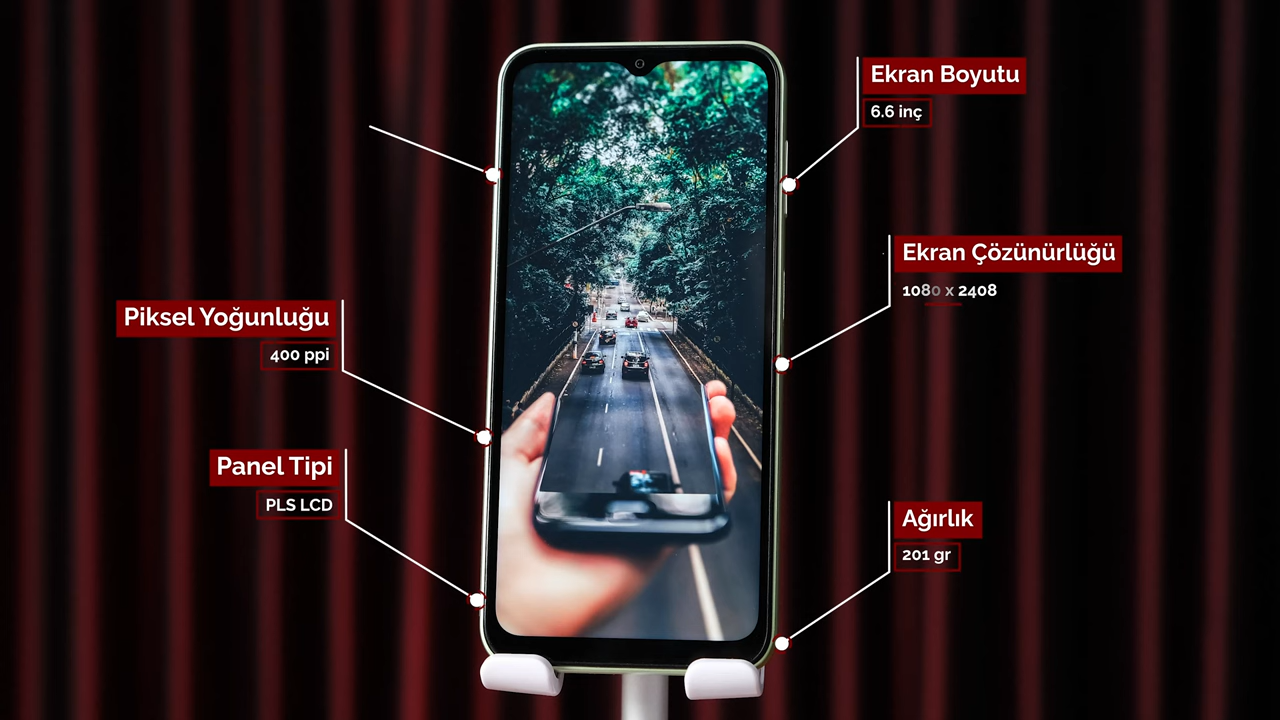 Ekran Boyutu
6.6 inç
Ekran Çözünürlüğü
1080 x 2408
Piksel Yoğunluğu
400 ppi
Panel Tipi
PLS LCD
Ağırlık
201 gr